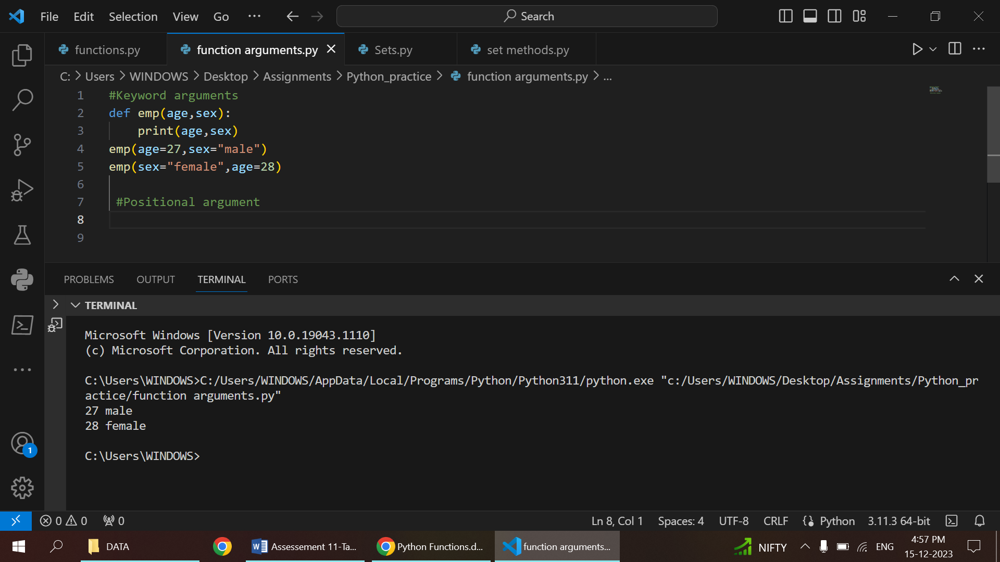 File Edit Selection View Go ... Search
functions.py function arguments.py Sets.py set methods.py
C: > Users > WINDOWS > Desktop > Assignments > Python_practice > function arguments.py > ...
1 #Keyword arguments
2 def emp(age,sex):
3 print(age,sex)
4 emp(age=27,sex="male")
5 emp(sex="female",age=28)
6
7 #Positional argument
8
9
PROBLEMS OUTPUT TERMINAL PORTS
TERMINAL
Microsoft Windows [Version 10.0.19043.1110]
(c) Microsoft Corporation. All rights reserved.
C:\Users\WINDOWS>C:/Users/WINDOWS/AppData/Local/Programs/Python/Python311/python.exe "c:/Users/WINDOWS/Desktop/Assignments/Python_pr
actice/function arguments.py"
27 male
28 female
C:\Users\WINDOWS>
1
0 0 0 Ln 8, Col 1 Spaces: 4 UTF-8 CRLF Python 3.11.3 64-bit
DATA Assessement 11-Ta... Python Functions.d... function arguments... NIFTY ENG 4:57 PM
15-12-2023